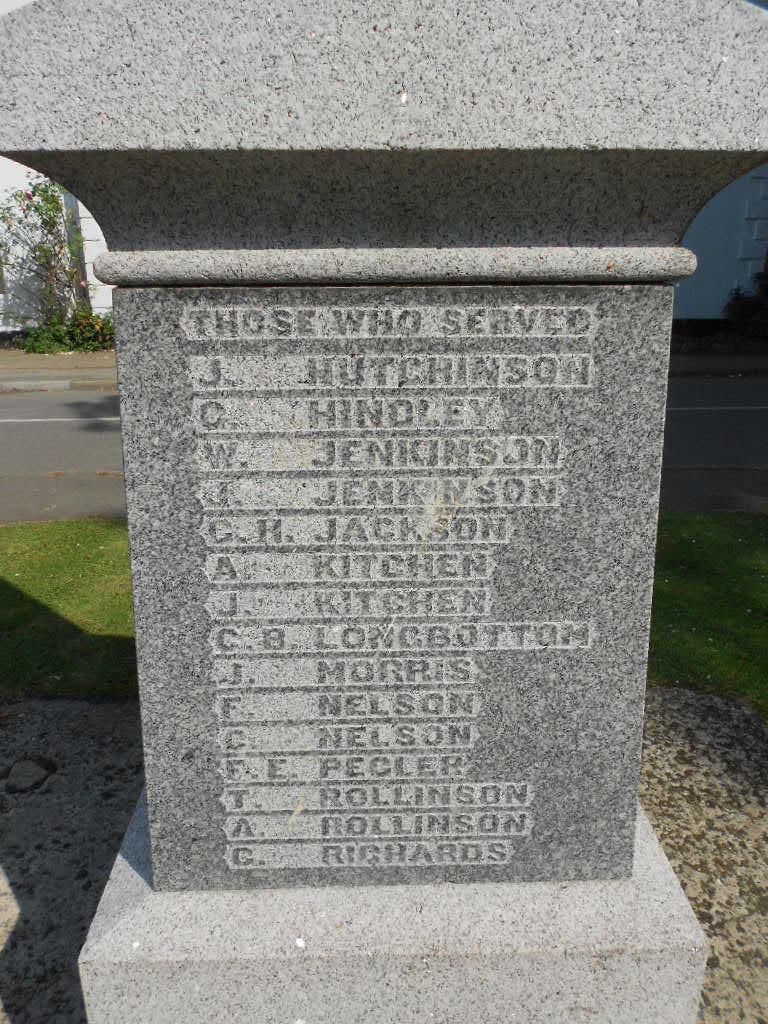 THOSE WHO SERVED
J. HUTCHINSON
C. HINDLEY
W. JENKINSON
J. JENKINSON
C.H. JACKSON
A. KITCHEN
J. KITCHEN
C.B. LONGBOTTOM
J. MORRIS
F. NELSON
C. NELSON
F.E. PEGLER
T. ROLLINSON
A. ROLLINSON
C. RICHARDS